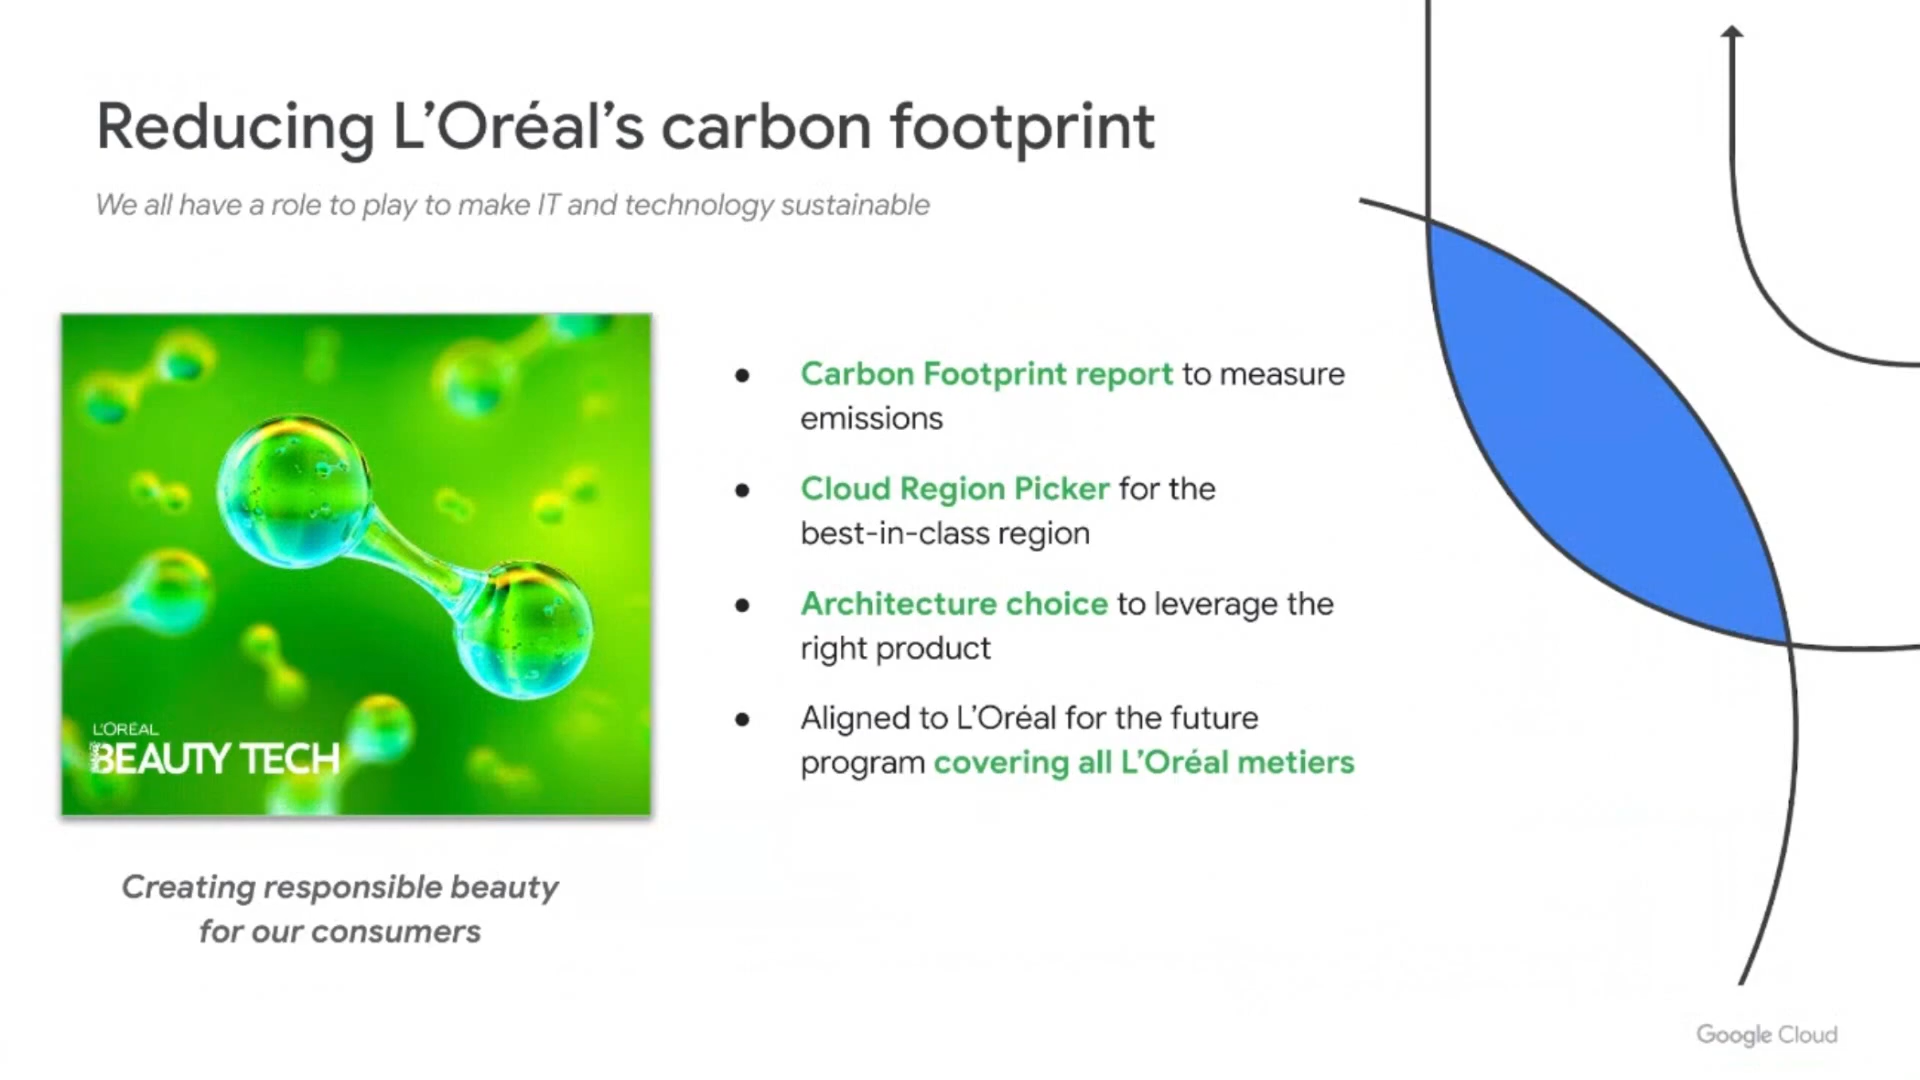 Reducing L’Oréal’s carbon footprint
We all have a role to play to make IT and technology sustainable
L'ORÉAL
BEAUTY TECH
Creating responsible beauty
for our consumers
● Carbon Footprint report to measure
emissions
● Cloud Region Picker for the
best-in-class region
● Architecture choice to leverage the
right product
● Aligned to L’Oréal for the future
program covering all L’Oréal metiers
Google Cloud